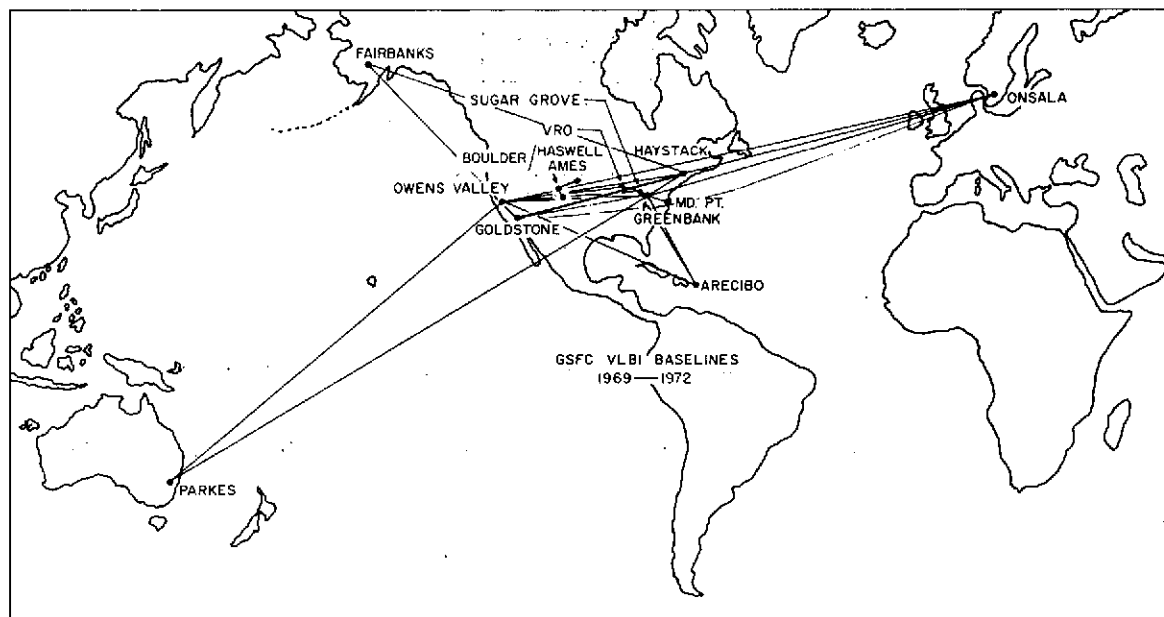 FAIRBANKS
SUGAR GROVE
ONSALA
VRO
BOULDER
HASWELL
HAYSTACK
AMES
OWENS VALLEY
MD. PT.
GREENBANK
GOLDSTONE
ARECIBO
GSFC VLBI BASELINES
1969 — 1972
PARKES